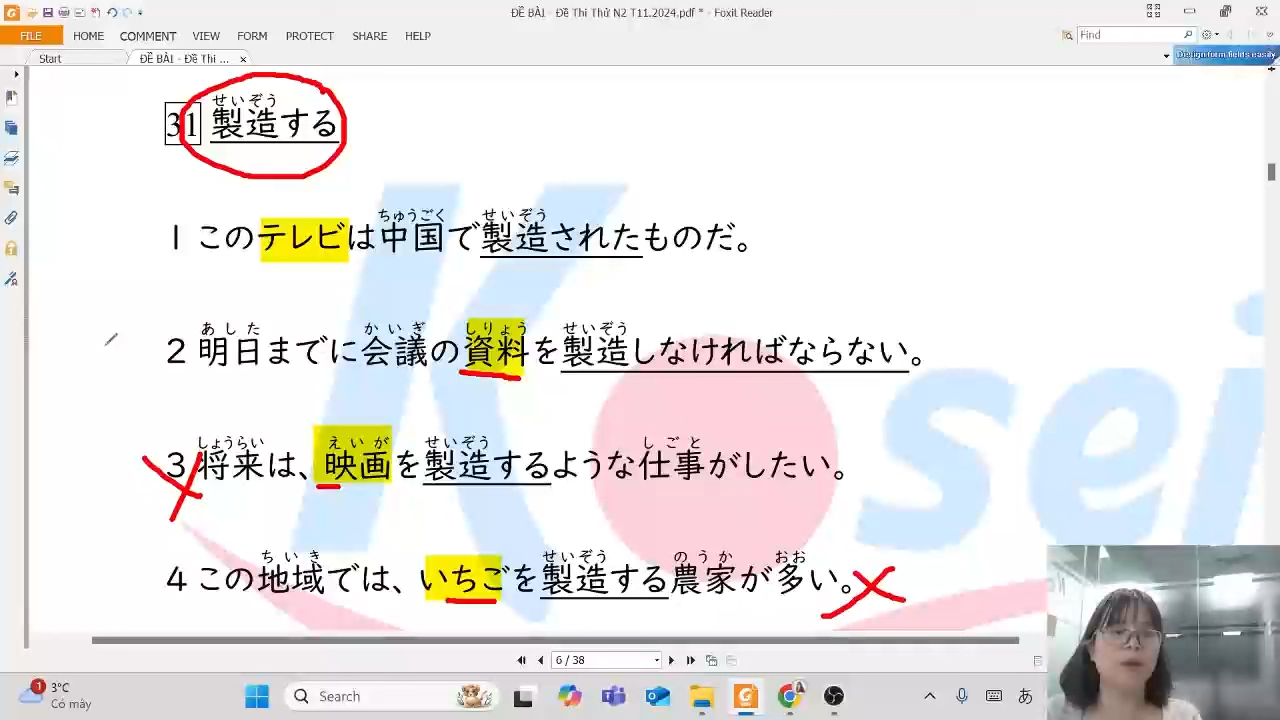 ĐỀ BÀI - Đề Thi Thử N2 T11.2024.pdf * - Foxit Reader
FILE HOME COMMENT VIEW FORM PROTECT SHARE HELP Find
Start ĐỀ BÀI - Đề Thi ... Design form fields easily
せいぞう
31 製造する
ちゅうごく せいぞう
1 このテレビは中国で製造されたものだ。
あした かいぎ しりょう せいぞう
2 明日までに会議の資料を製造しなければならない。
しょうらい えいが せいぞう しごと
3 将来は、映画を製造するような仕事がしたい。
ちいき せいぞう のうか おお
4 この地域では、いちごを製造する農家が多い。
Kosei
6 / 38
1 3°C
Có mây
Search
あ